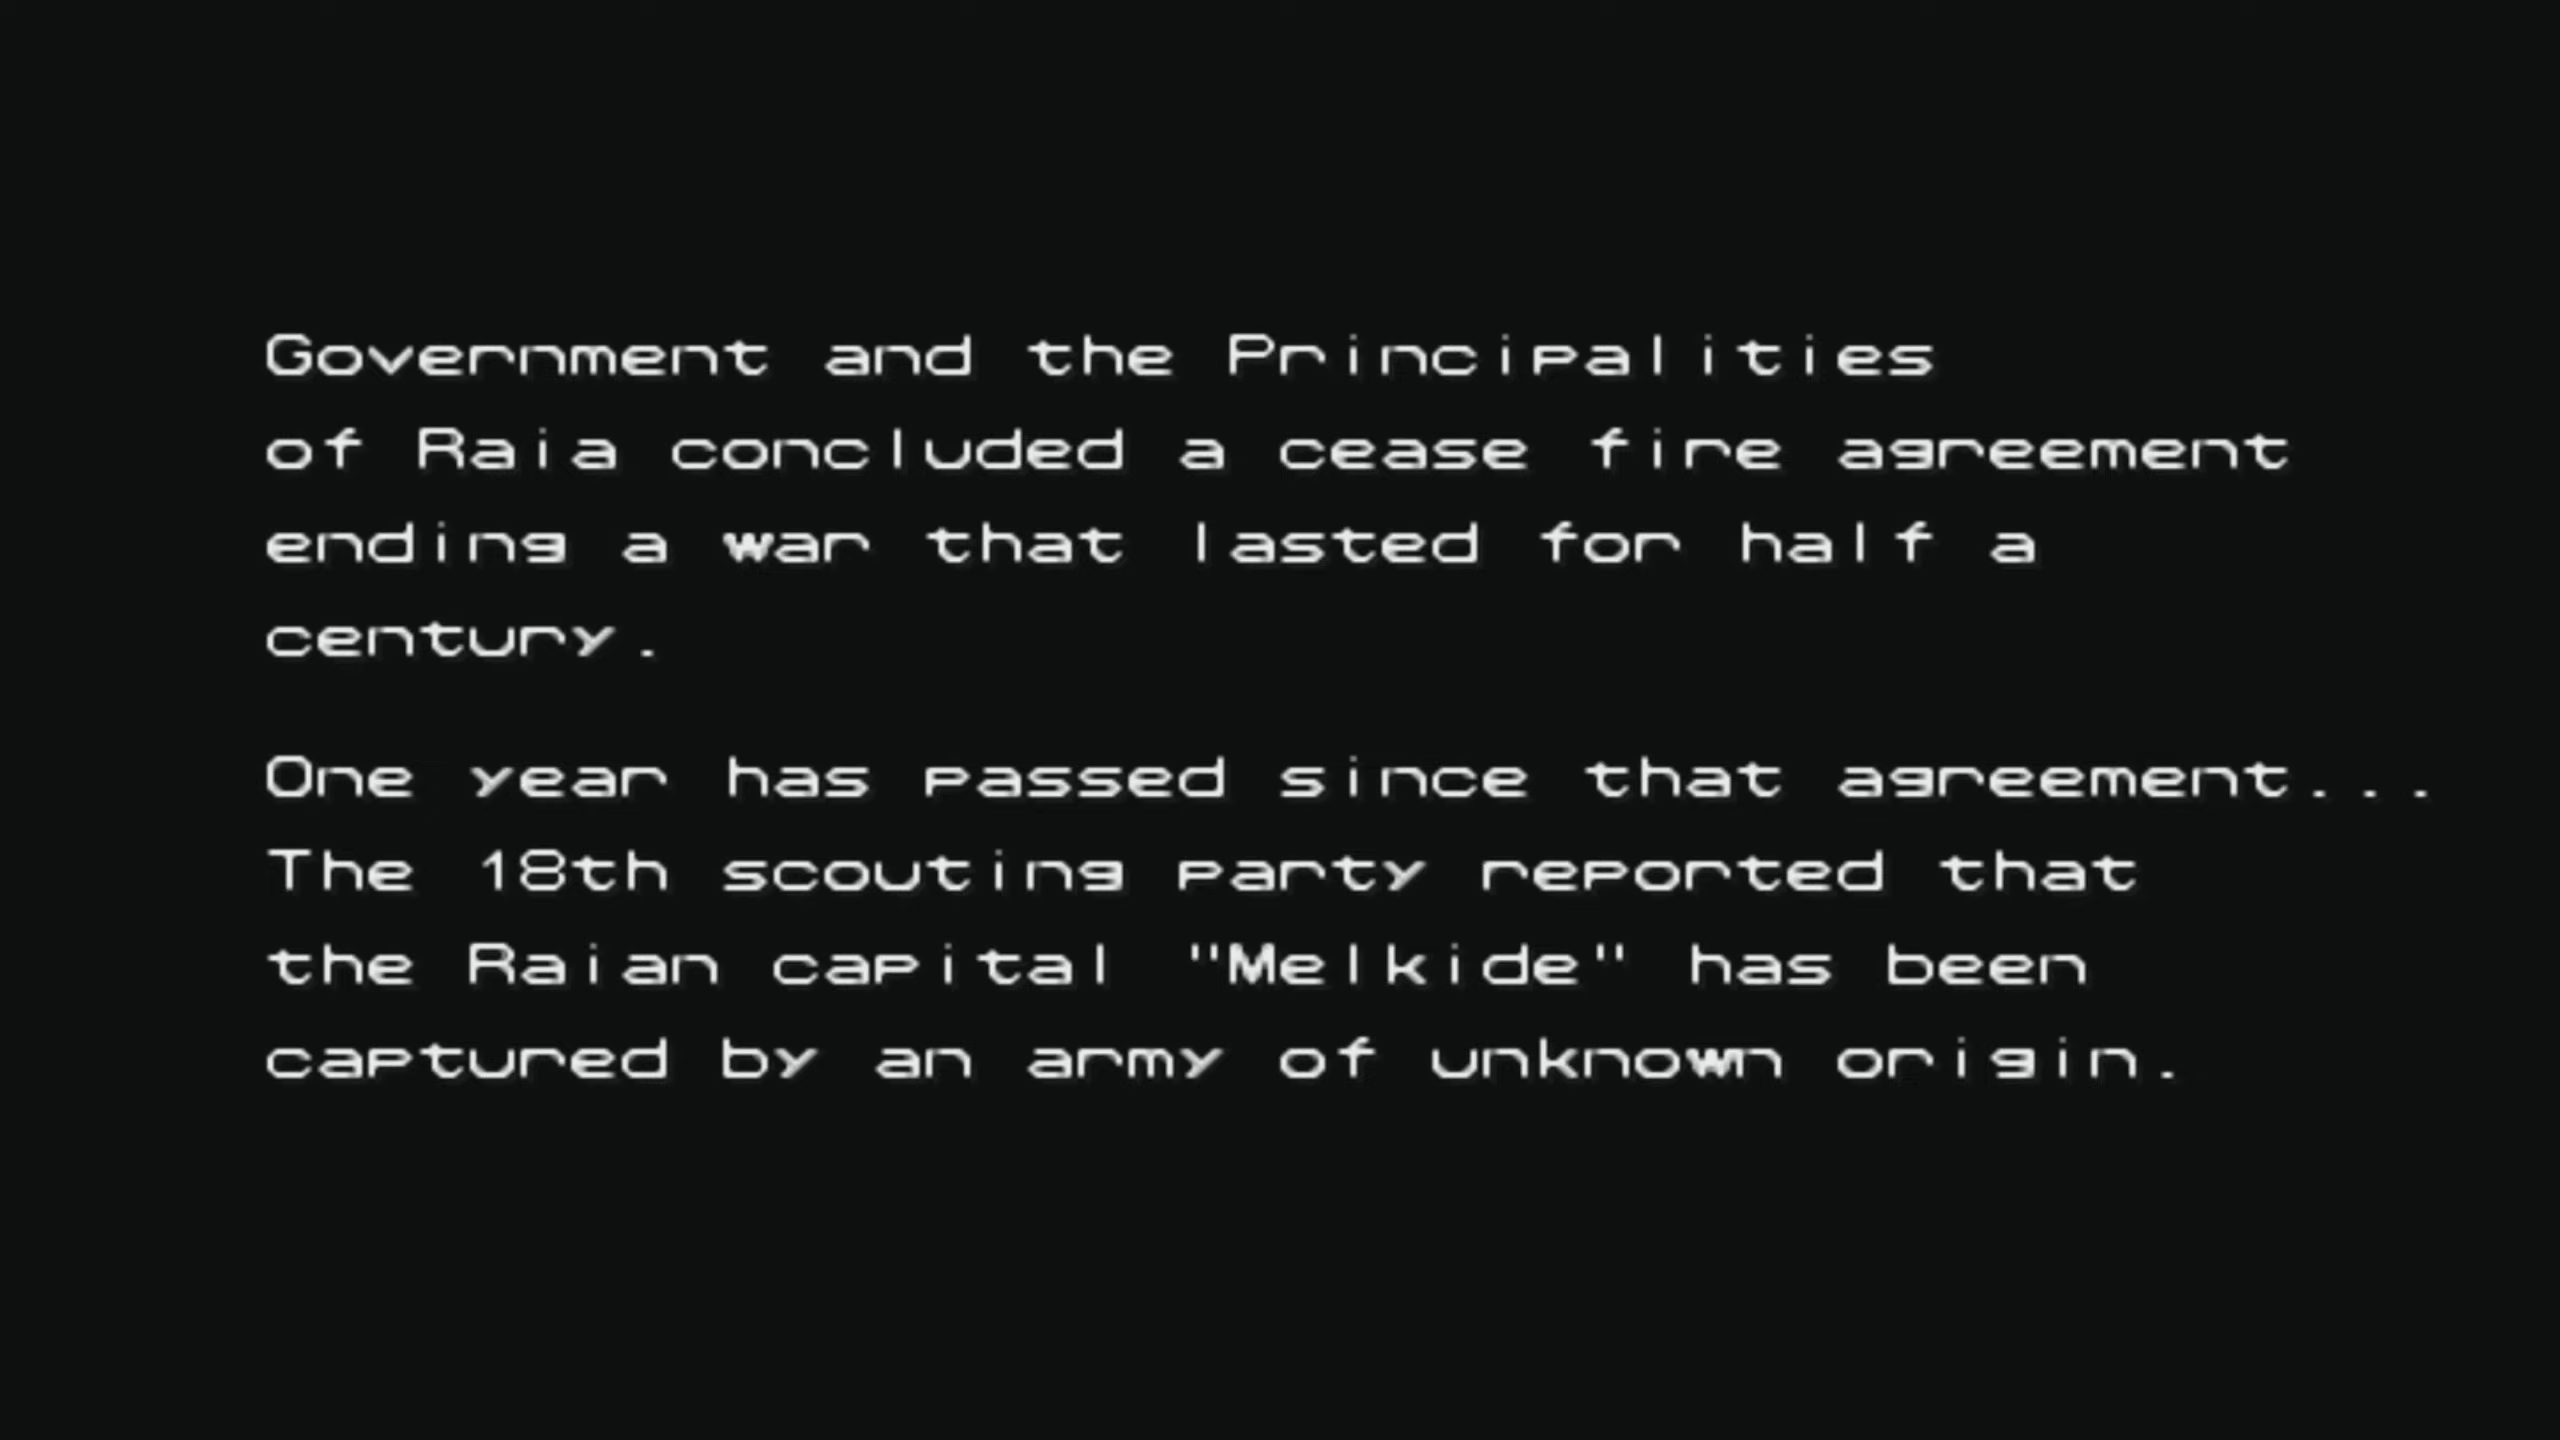 Government and the Principalities
of Raia concluded a cease fire agreement
ending a war that lasted for half a
century.
One year has passed since that agreement...
The 18th scouting party reported that
the Raian capital "Melkide" has been
captured by an army of unknown origin.